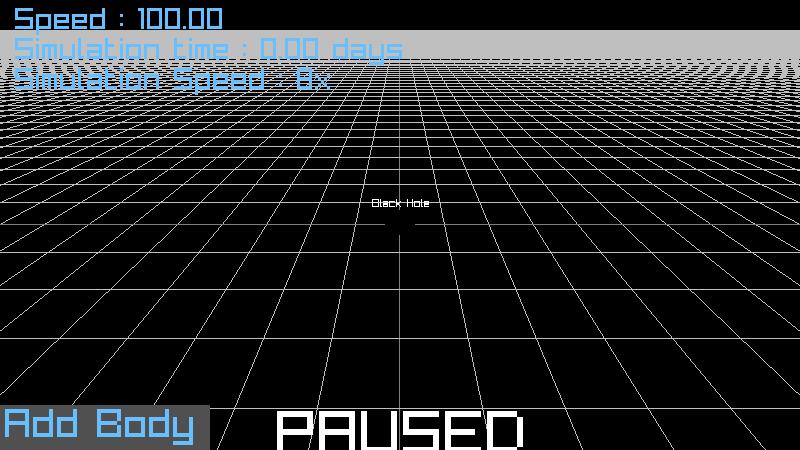 Speed : 100.00
Simulation time : 0.00 days
Simulation Speed : 8x
Black Hole
Add Body
PAUSED